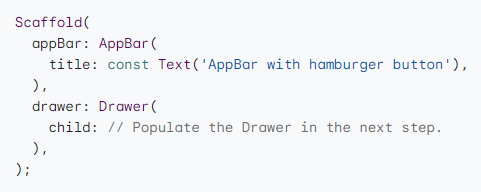 Scaffold(
  appBar: AppBar(
    title: const Text('AppBar with hamburger button'),
  ),
  drawer: Drawer(
    child: // Populate the Drawer in the next step.
  ),
);